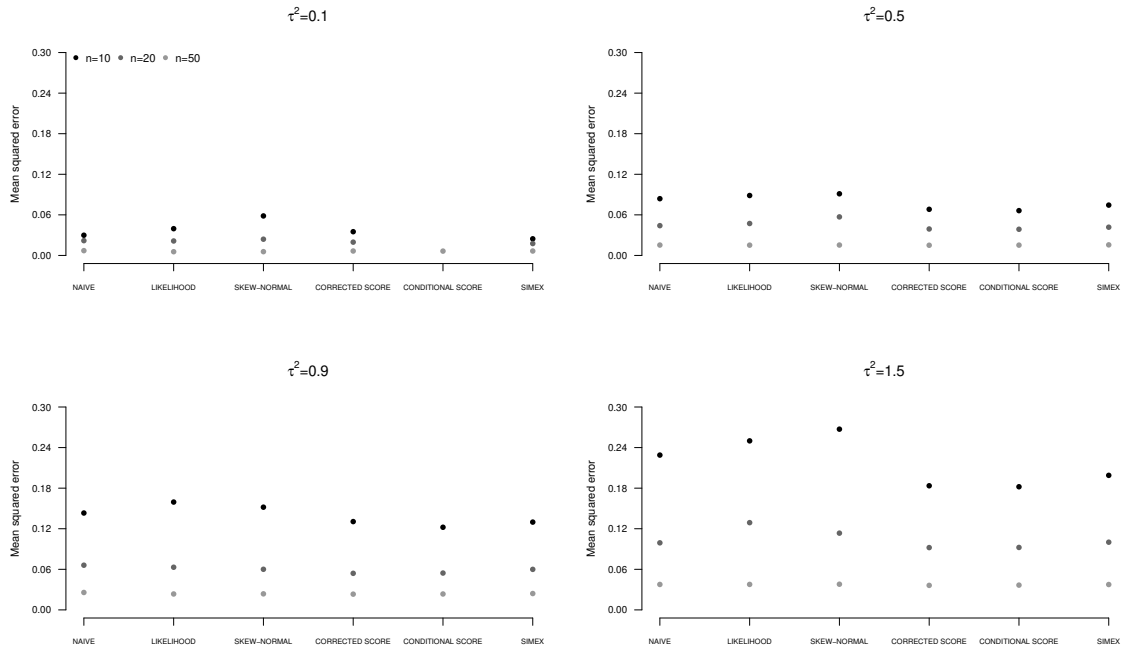 τ²=0.1
Mean squared error
0.30
0.24
0.18
0.12
0.06
0.00
n=10 n=20 n=50
NAIVE LIKELIHOOD SKEW−NORMAL CORRECTED SCORE CONDITIONAL SCORE SIMEX
τ²=0.5
Mean squared error
0.30
0.24
0.18
0.12
0.06
0.00
NAIVE LIKELIHOOD SKEW−NORMAL CORRECTED SCORE CONDITIONAL SCORE SIMEX
τ²=0.9
Mean squared error
0.30
0.24
0.18
0.12
0.06
0.00
NAIVE LIKELIHOOD SKEW−NORMAL CORRECTED SCORE CONDITIONAL SCORE SIMEX
τ²=1.5
Mean squared error
0.30
0.24
0.18
0.12
0.06
0.00
NAIVE LIKELIHOOD SKEW−NORMAL CORRECTED SCORE CONDITIONAL SCORE SIMEX